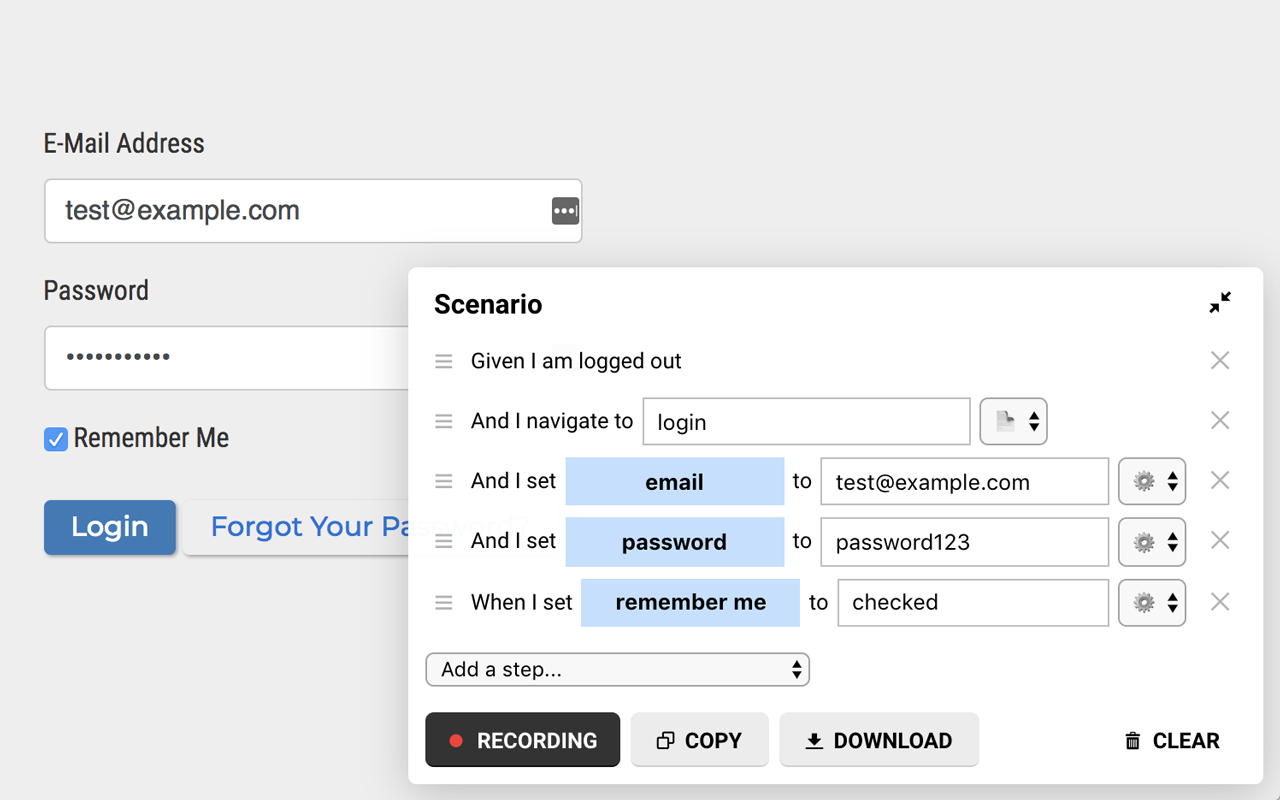 E-Mail Address
test@example.com
Password
•••••••••••
Remember Me
Login
Forgot Your Password?
Scenario
Given I am logged out
And I navigate to login
And I set email to test@example.com
And I set password to password123
When I set remember me to checked
Add a step...
RECORDING COPY DOWNLOAD CLEAR